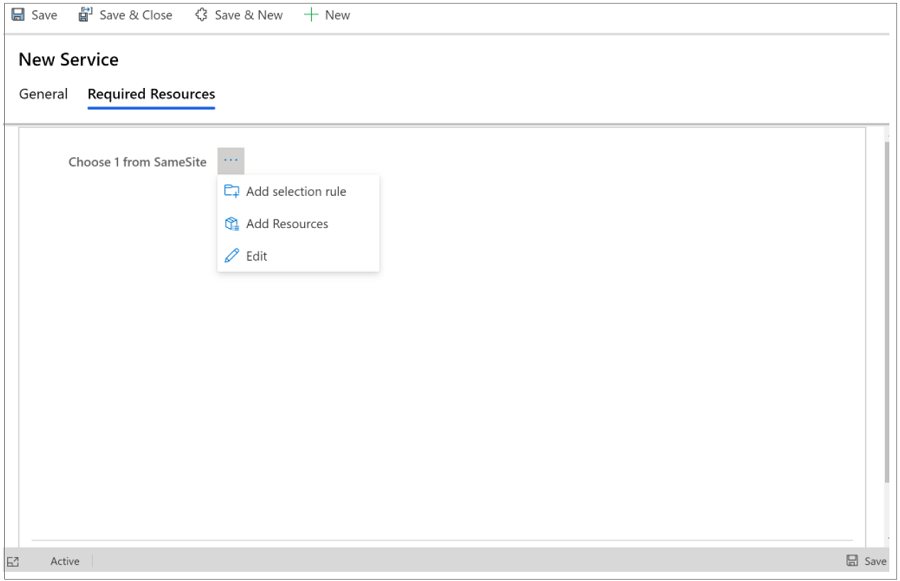 Save Save & Close Save & New New
New Service
General Required Resources
Choose 1 from SameSite ...
Add selection rule
Add Resources
Edit
Active Save